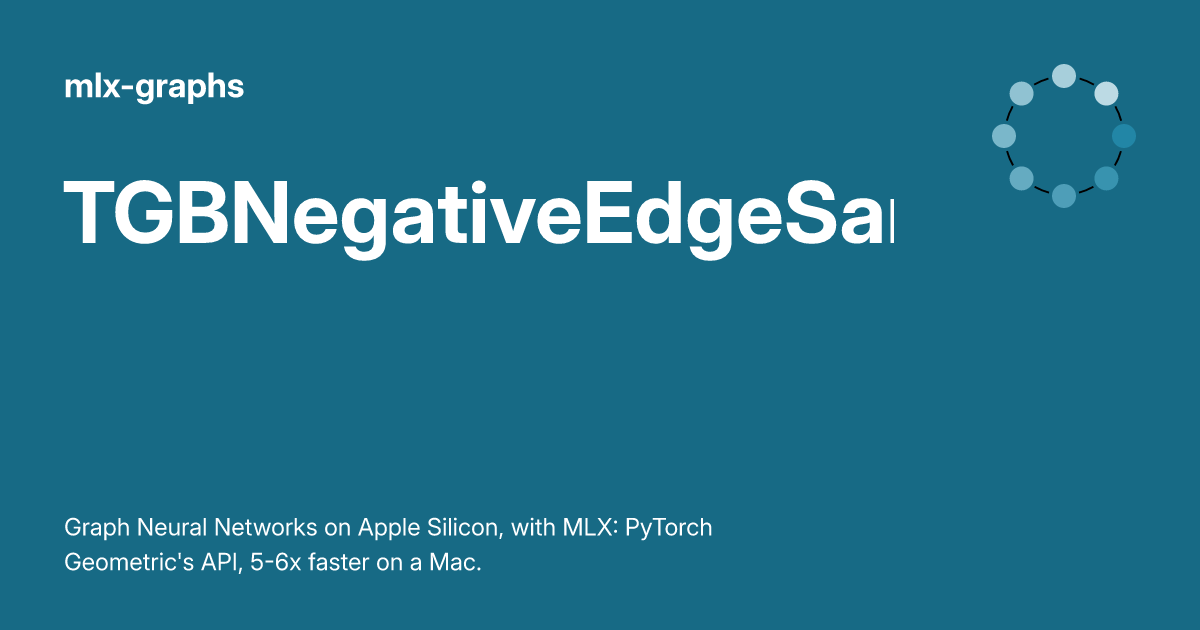 mlx-graphs
TGBNegativeEdgeSa
Graph Neural Networks on Apple Silicon, with MLX: PyTorch
Geometric's API, 5-6x faster on a Mac.